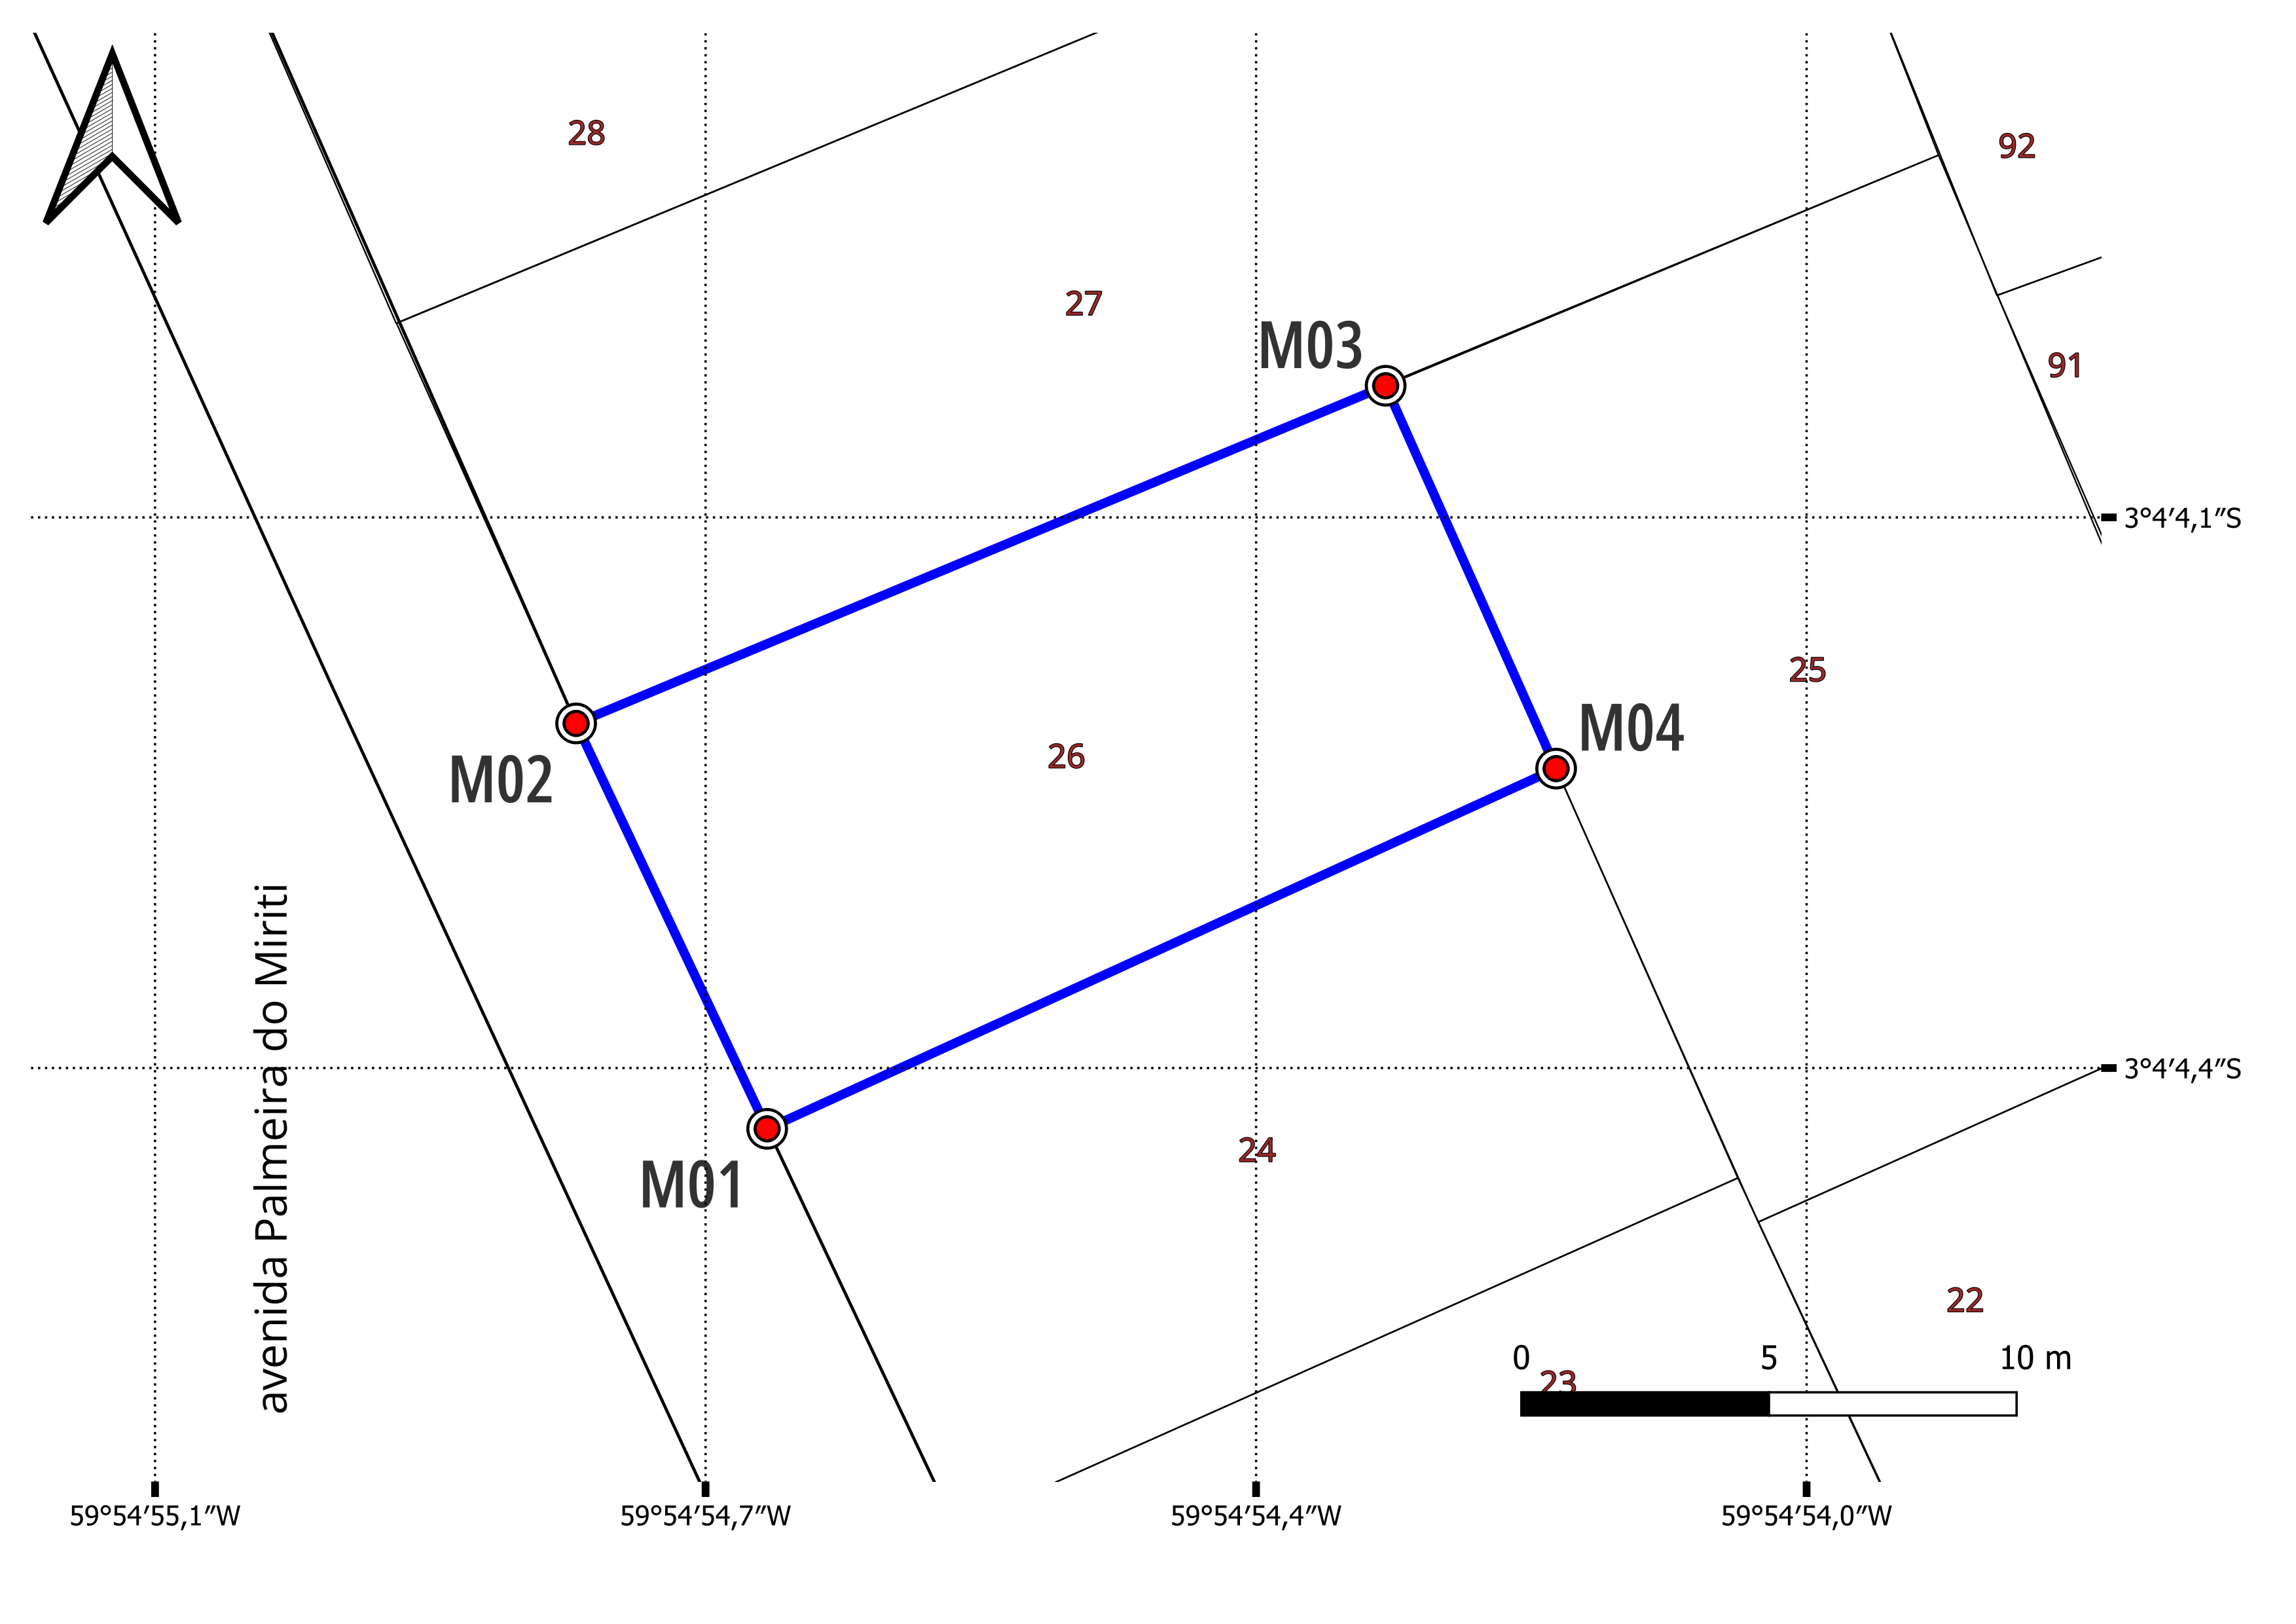 28
92
27
91
M03
3°4′4,1″S
25
M04
26
M02
avenida Palmeira do Miriti
3°4′4,4″S
24
M01
22
0 5 10 m
23
59°54′55,1″W 59°54′54,7″W 59°54′54,4″W 59°54′54,0″W